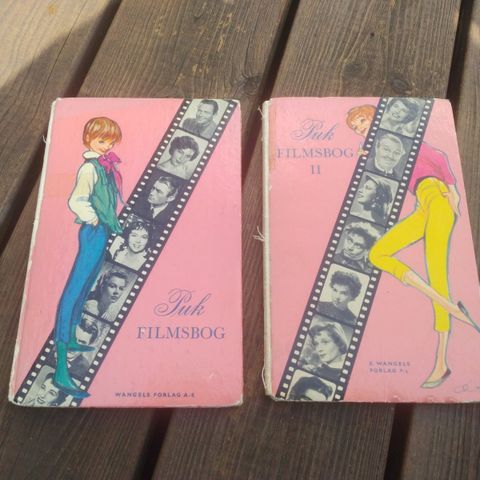 Puk
FILMSBOG
WANGELS FORLAG A-S
Puk
FILMSBOG
II
E. WANGELS
FORLAG A/S